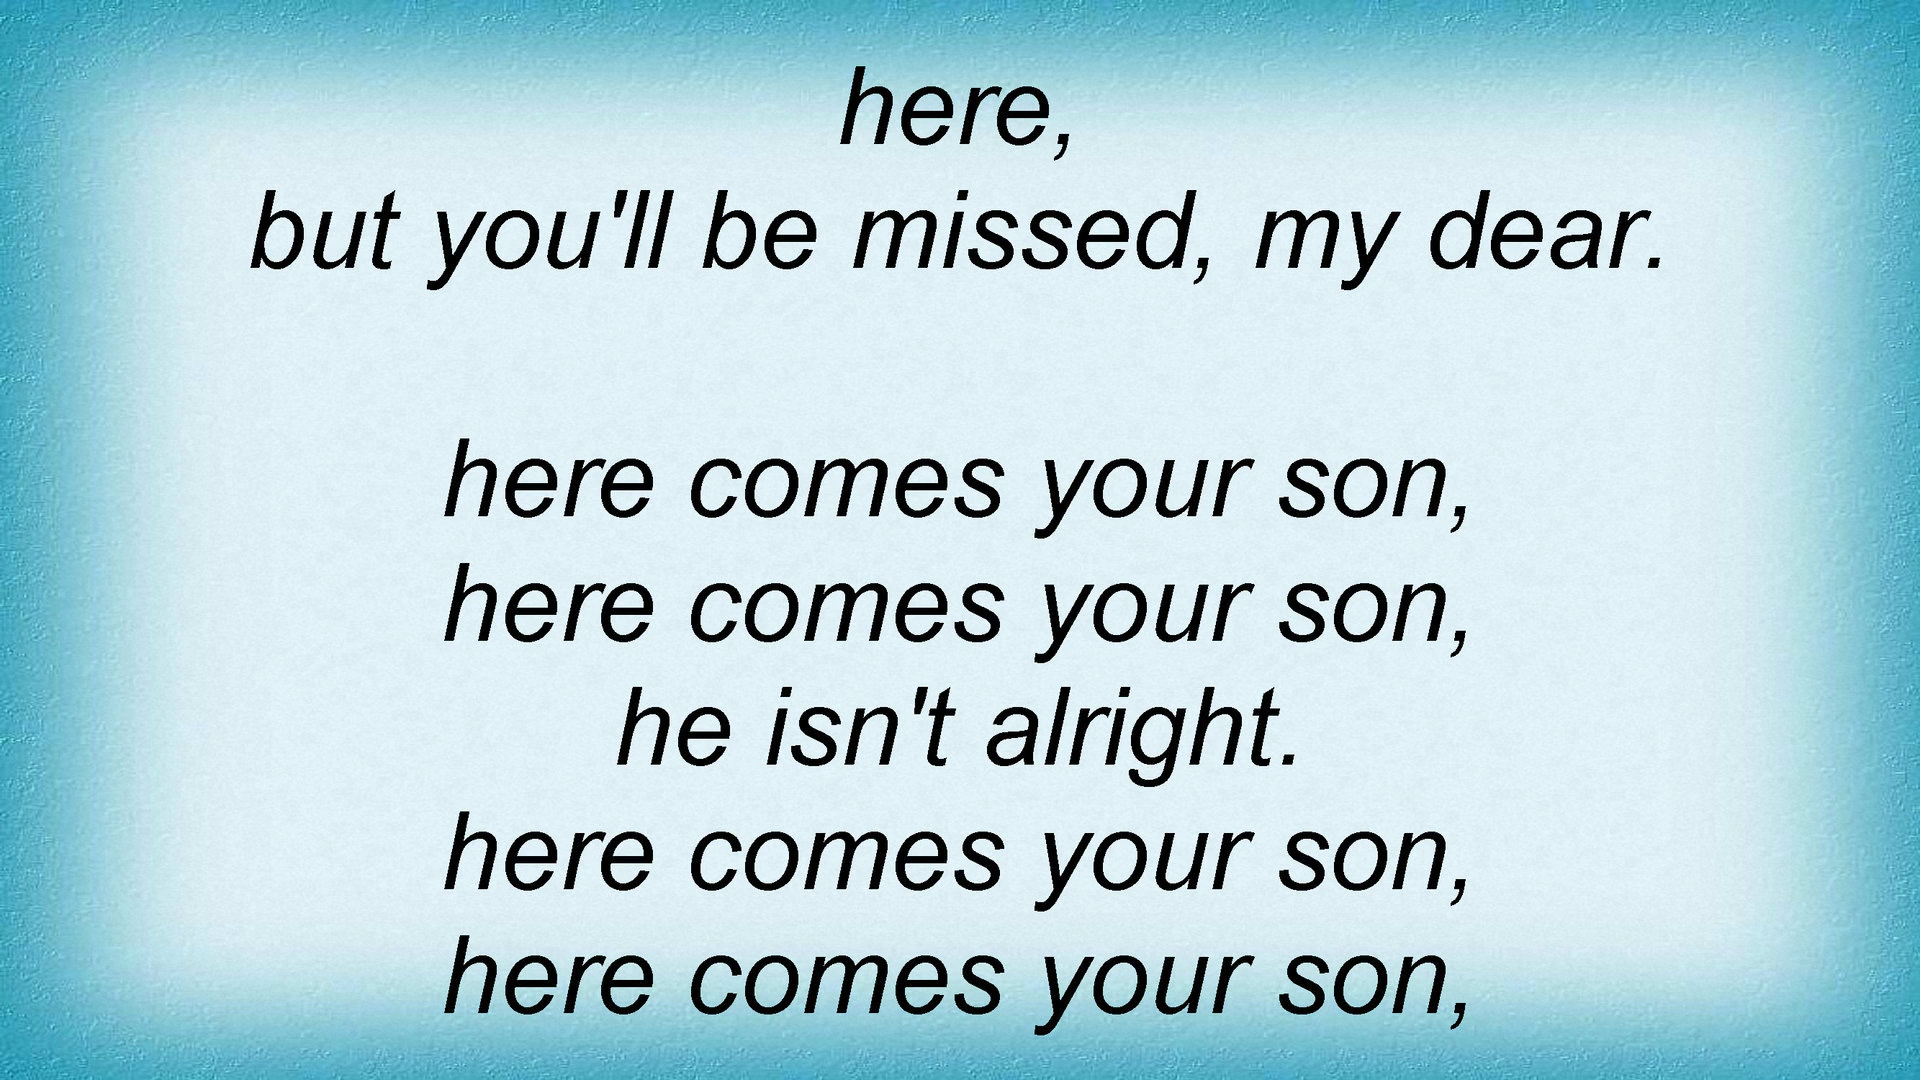 here,
but you'll be missed, my dear.
here comes your son,
here comes your son,
he isn't alright.
here comes your son,
here comes your son,